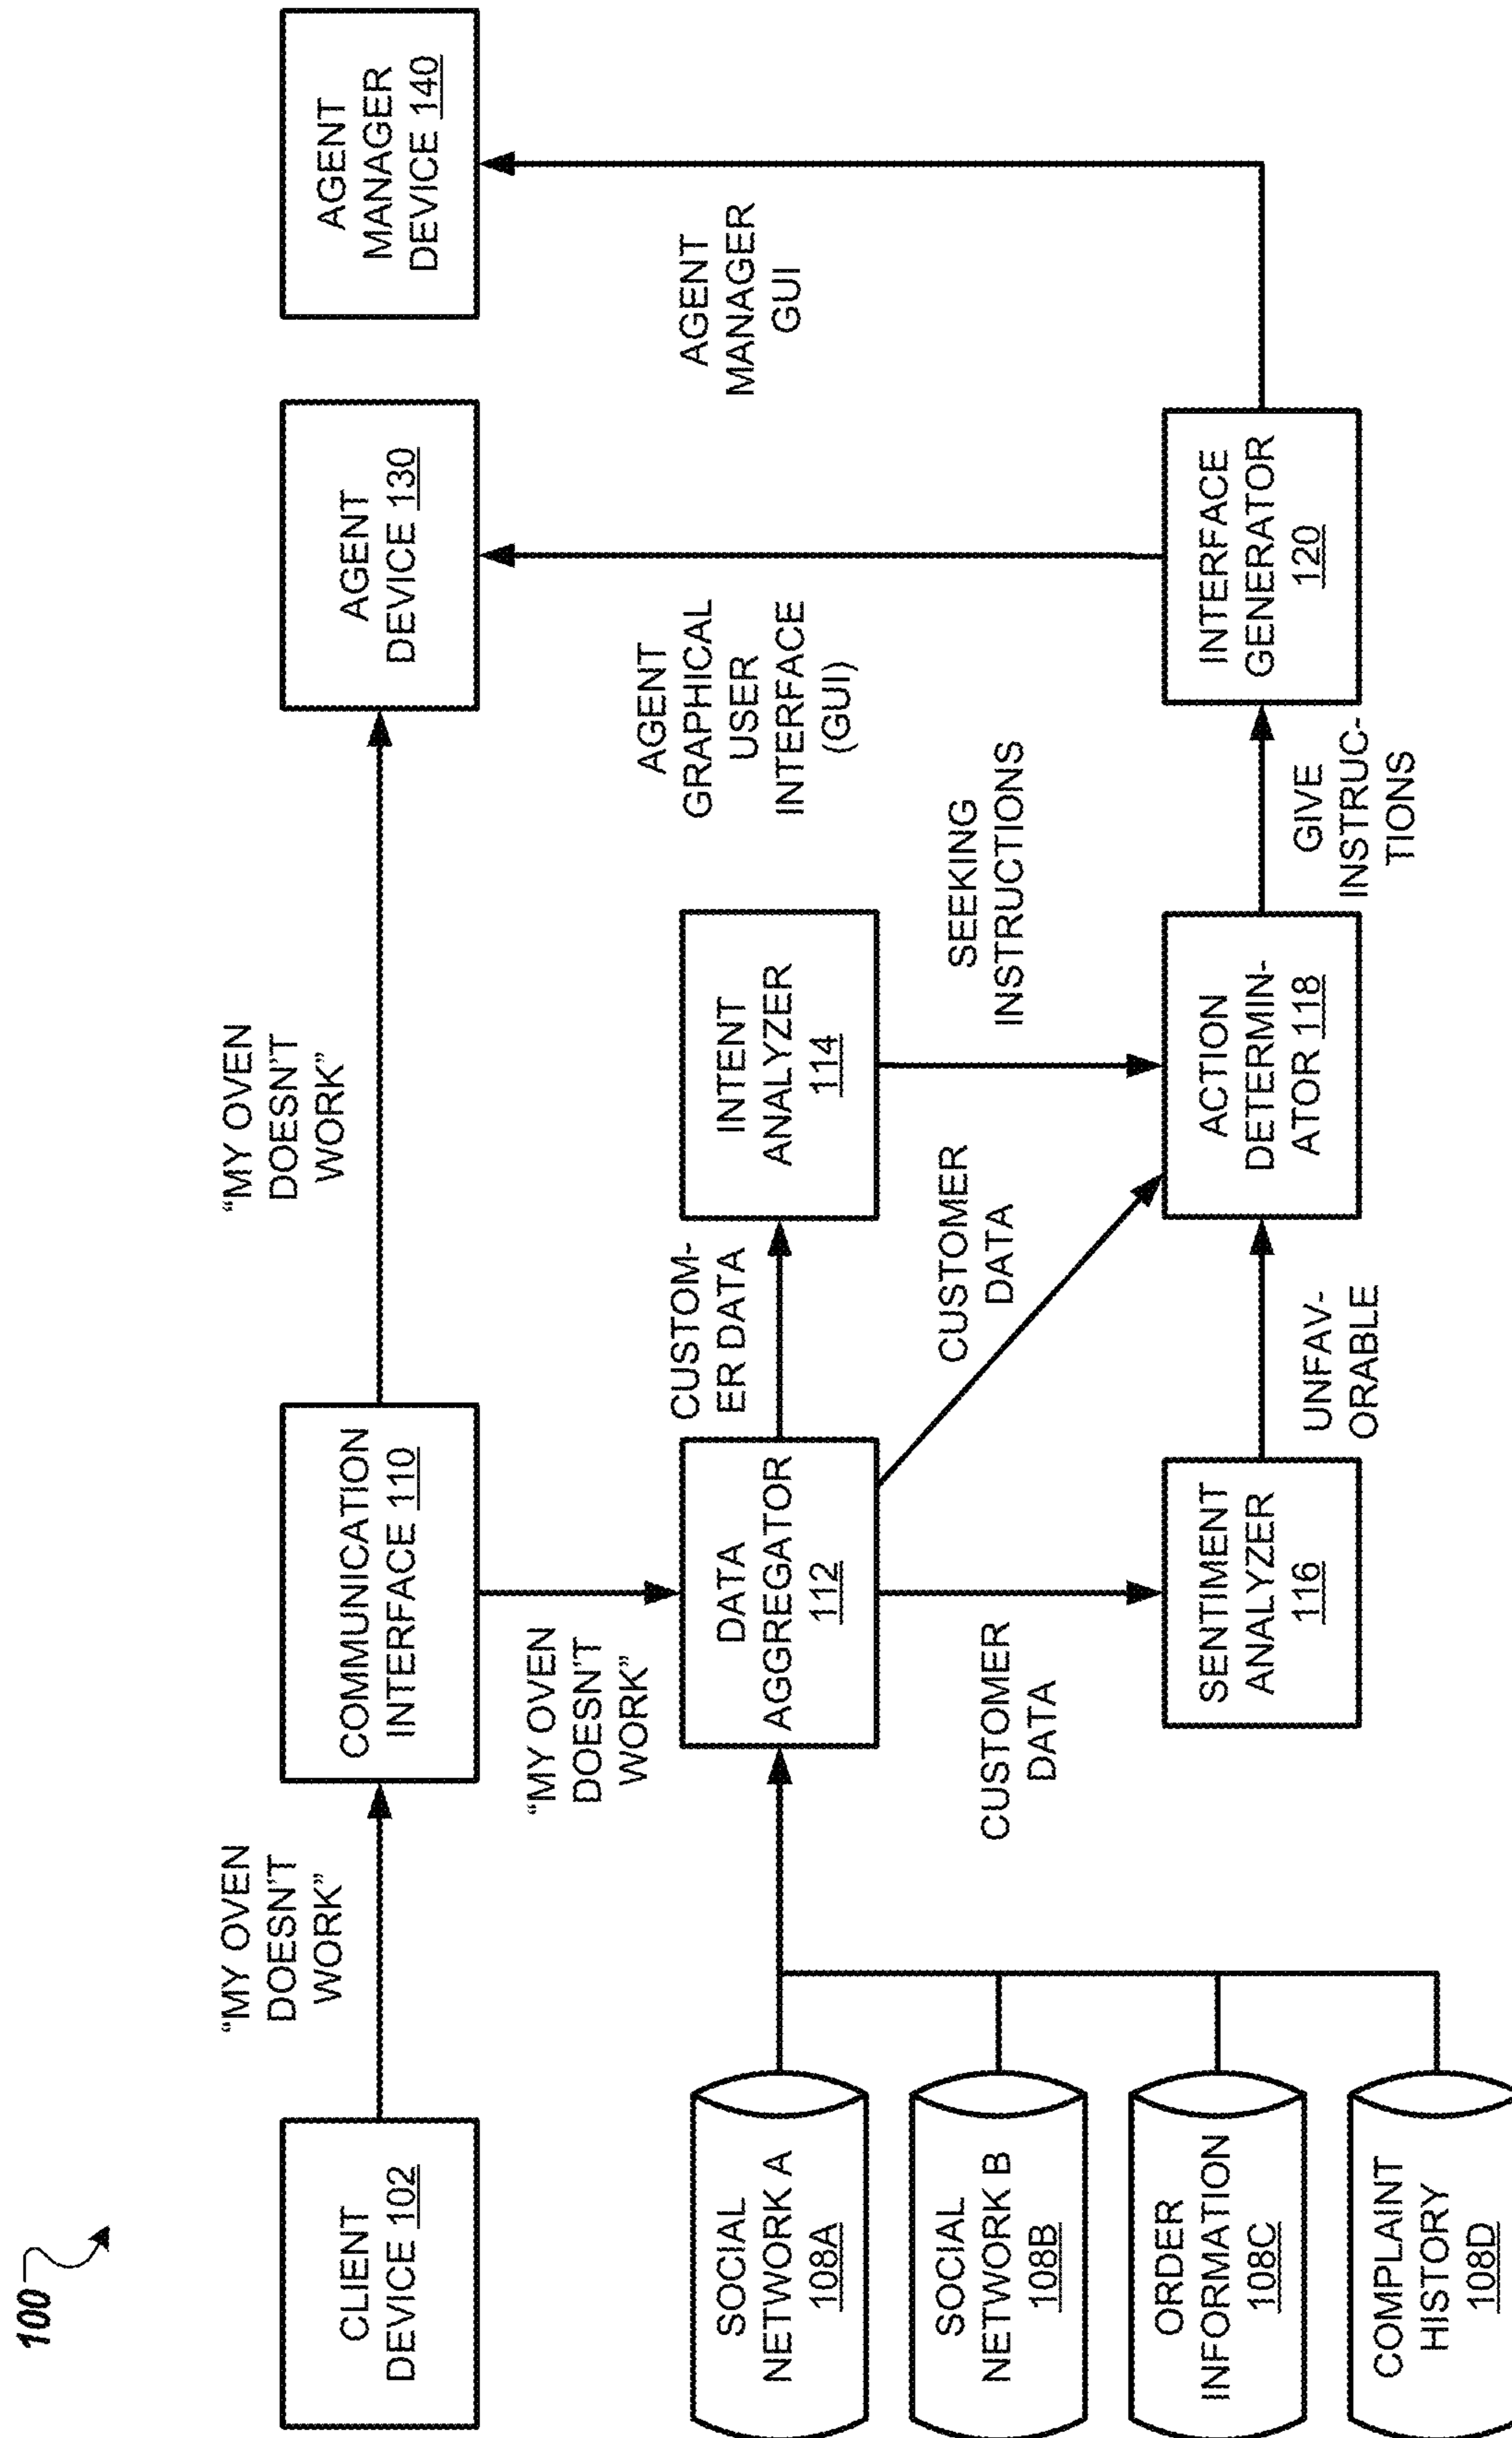 100
"MY OVEN
DOESN'T
WORK"
"MY OVEN
DOESN'T
WORK"
CLIENT
DEVICE 102
COMMUNICATION
INTERFACE 110
AGENT
DEVICE 130
AGENT
MANAGER
DEVICE 140
"MY OVEN
DOESN'T
WORK"
AGENT
GRAPHICAL
USER
INTERFACE
(GUI)
AGENT
MANAGER
GUI
SOCIAL
NETWORK A
108A
DATA
AGGREGATOR
112
CUSTOM-
ER DATA
INTENT
ANALYZER
114
SOCIAL
NETWORK B
108B
CUSTOMER
DATA
CUSTOMER
DATA
SEEKING
INSTRUCTIONS
ORDER
INFORMATION
108C
SENTIMENT
ANALYZER
116
UNFAV-
ORABLE
ACTION
DETERMIN-
ATOR 118
GIVE
INSTRUC-
TIONS
INTERFACE
GENERATOR
120
COMPLAINT
HISTORY
108D